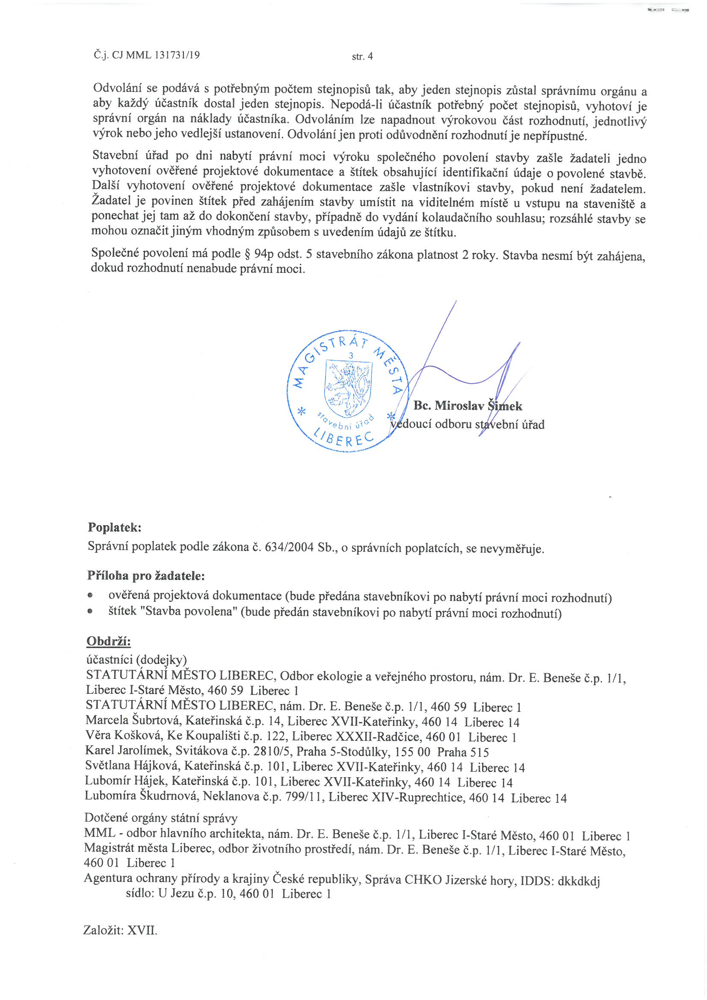 Č.j. CJ MML 131731/19
str. 4
Odvolání se podává s potřebným počtem stejnopisů tak, aby jeden stejnopis zůstal správnímu orgánu a
aby každý účastník dostal jeden stejnopis. Nepodá-li účastník potřebný počet stejnopisů, vyhotoví je
správní orgán na náklady účastníka. Odvoláním lze napadnout výrokovou část rozhodnutí, jednotlivý
výrok nebo jeho vedlejší ustanovení. Odvolání jen proti odůvodnění rozhodnutí je nepřípustné.
Stavební úřad po dni nabytí právní moci výroku společného povolení stavby zašle žadateli jedno
vyhotovení ověřené projektové dokumentace a štítek obsahující identifikační údaje o povolené stavbě.
Další vyhotovení ověřené projektové dokumentace zašle vlastníkovi stavby, pokud není žadatelem.
Žadatel je povinen štítek před zahájením stavby umístit na viditelném místě u vstupu na staveniště a
ponechat jej tam až do dokončení stavby, případně do vydání kolaudačního souhlasu; rozsáhlé stavby se
mohou označit jiným vhodným způsobem s uvedením údajů ze štítku.
Společné povolení má podle § 94p odst. 5 stavebního zákona platnost 2 roky. Stavba nesmí být zahájena,
dokud rozhodnutí nenabude právní moci.
MAGISTRÁT MĚSTA
3
stavební úřad
* LIBEREC *
Bc. Miroslav Šimek
vedoucí odboru stavební úřad
Poplatek:
Správní poplatek podle zákona č. 634/2004 Sb., o správních poplatcích, se nevyměřuje.
Příloha pro žadatele:
• ověřená projektová dokumentace (bude předána stavebníkovi po nabytí právní moci rozhodnutí)
• štítek "Stavba povolena" (bude předán stavebníkovi po nabytí právní moci rozhodnutí)
Obdrží:
účastníci (dodejky)
STATUTÁRNÍ MĚSTO LIBEREC, Odbor ekologie a veřejného prostoru, nám. Dr. E. Beneše č.p. 1/1,
Liberec I-Staré Město, 460 59 Liberec 1
STATUTÁRNÍ MĚSTO LIBEREC, nám. Dr. E. Beneše č.p. 1/1, 460 59 Liberec 1
Marcela Šubrtová, Kateřinská č.p. 14, Liberec XVII-Kateřinky, 460 14 Liberec 14
Věra Košková, Ke Koupališti č.p. 122, Liberec XXXII-Radčice, 460 01 Liberec 1
Karel Jarolímek, Svitákova č.p. 2810/5, Praha 5-Stodůlky, 155 00 Praha 515
Světlana Hájková, Kateřinská č.p. 101, Liberec XVII-Kateřinky, 460 14 Liberec 14
Lubomír Hájek, Kateřinská č.p. 101, Liberec XVII-Kateřinky, 460 14 Liberec 14
Lubomíra Škudrnová, Neklanova č.p. 799/11, Liberec XIV-Ruprechtice, 460 14 Liberec 14
Dotčené orgány státní správy
MML - odbor hlavního architekta, nám. Dr. E. Beneše č.p. 1/1, Liberec I-Staré Město, 460 01 Liberec 1
Magistrát města Liberec, odbor životního prostředí, nám. Dr. E. Beneše č.p. 1/1, Liberec I-Staré Město,
460 01 Liberec 1
Agentura ochrany přírody a krajiny České republiky, Správa CHKO Jizerské hory, IDDS: dkkdkdj
sídlo: U Jezu č.p. 10, 460 01 Liberec 1
Založit: XVII.